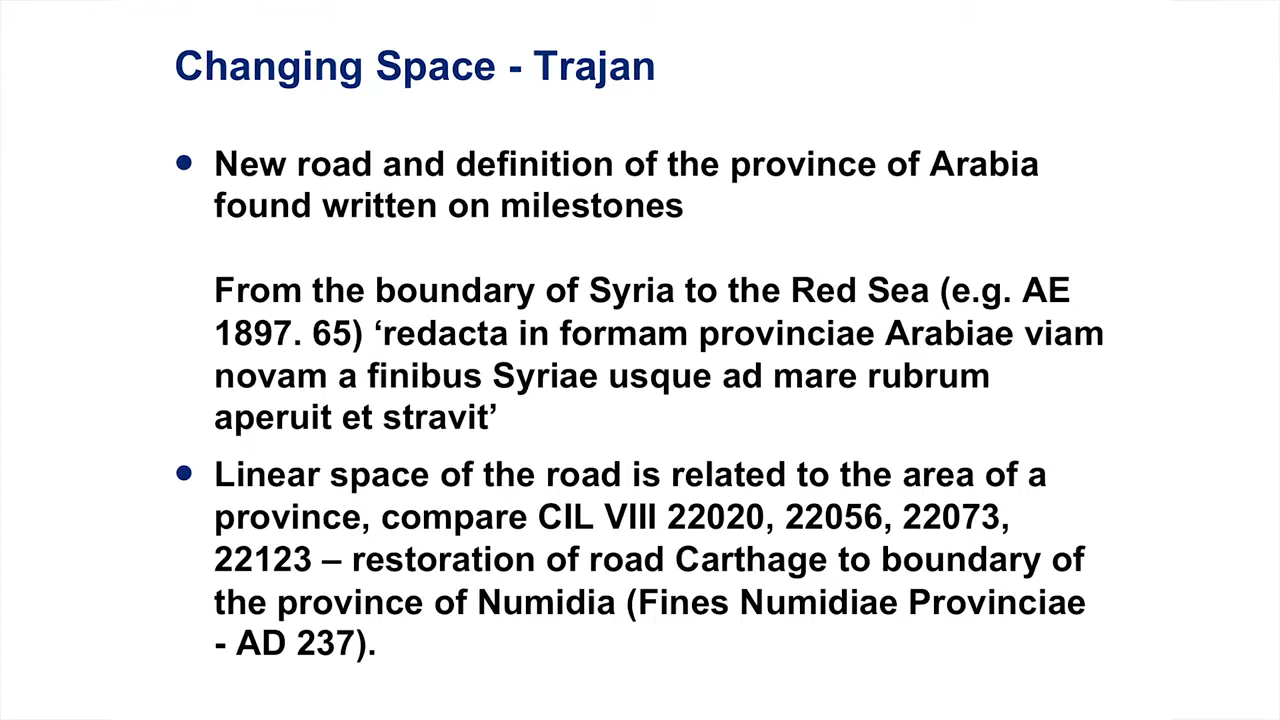 Changing Space - Trajan
• New road and definition of the province of Arabia
found written on milestones
From the boundary of Syria to the Red Sea (e.g. AE
1897. 65) ‘redacta in formam provinciae Arabiae viam
novam a finibus Syriae usque ad mare rubrum
aperuit et stravit’
• Linear space of the road is related to the area of a
province, compare CIL VIII 22020, 22056, 22073,
22123 – restoration of road Carthage to boundary of
the province of Numidia (Fines Numidiae Provinciae
- AD 237).